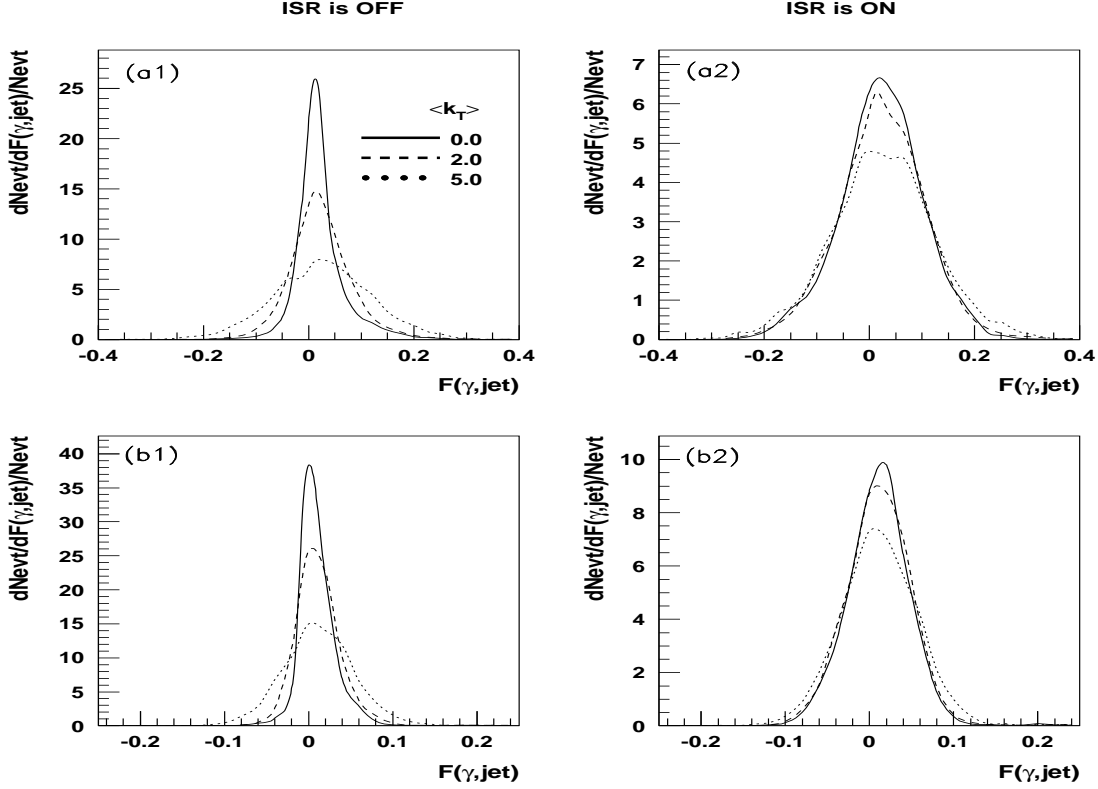 ISR is OFF
ISR is ON
dNevt/dF(γ,jet)/Nevt
(a1)
<k_T>
0.0
2.0
5.0
25
20
15
10
5
0
-0.4 -0.2 0 0.2 0.4
F(γ,jet)
dNevt/dF(γ,jet)/Nevt
(a2)
7
6
5
4
3
2
1
0
-0.4 -0.2 0 0.2 0.4
F(γ,jet)
dNevt/dF(γ,jet)/Nevt
(b1)
40
35
30
25
20
15
10
5
0
-0.2 -0.1 0 0.1 0.2
F(γ,jet)
dNevt/dF(γ,jet)/Nevt
(b2)
10
8
6
4
2
0
-0.2 -0.1 0 0.1 0.2
F(γ,jet)